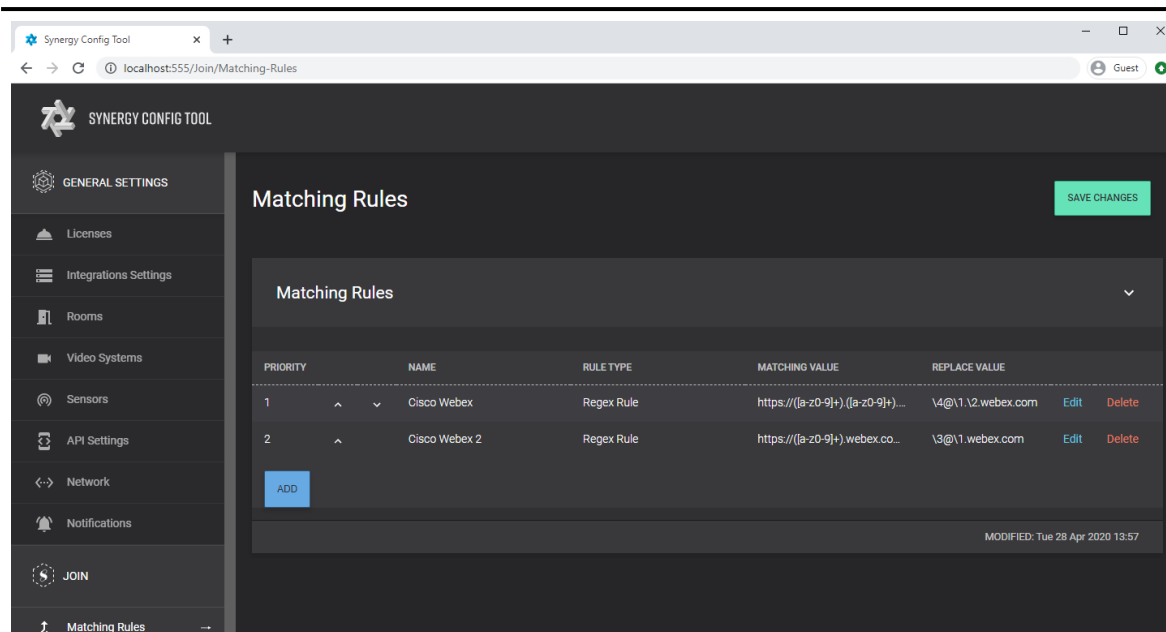 Synergy Config Tool
localhost:555/Join/Matching-Rules
Guest
SYNERGY CONFIG TOOL
GENERAL SETTINGS
Licenses
Integrations Settings
Rooms
Video Systems
Sensors
API Settings
Network
Notifications
JOIN
Matching Rules →
Matching Rules
SAVE CHANGES
Matching Rules
PRIORITY NAME RULE TYPE MATCHING VALUE REPLACE VALUE
1 Cisco Webex Regex Rule https://([a-z0-9]+).([a-z0-9]+).... \4@\1.\2.webex.com Edit Delete
2 Cisco Webex 2 Regex Rule https://([a-z0-9]+).webex.co... \3@\1.webex.com Edit Delete
ADD
MODIFIED: Tue 28 Apr 2020 13:57